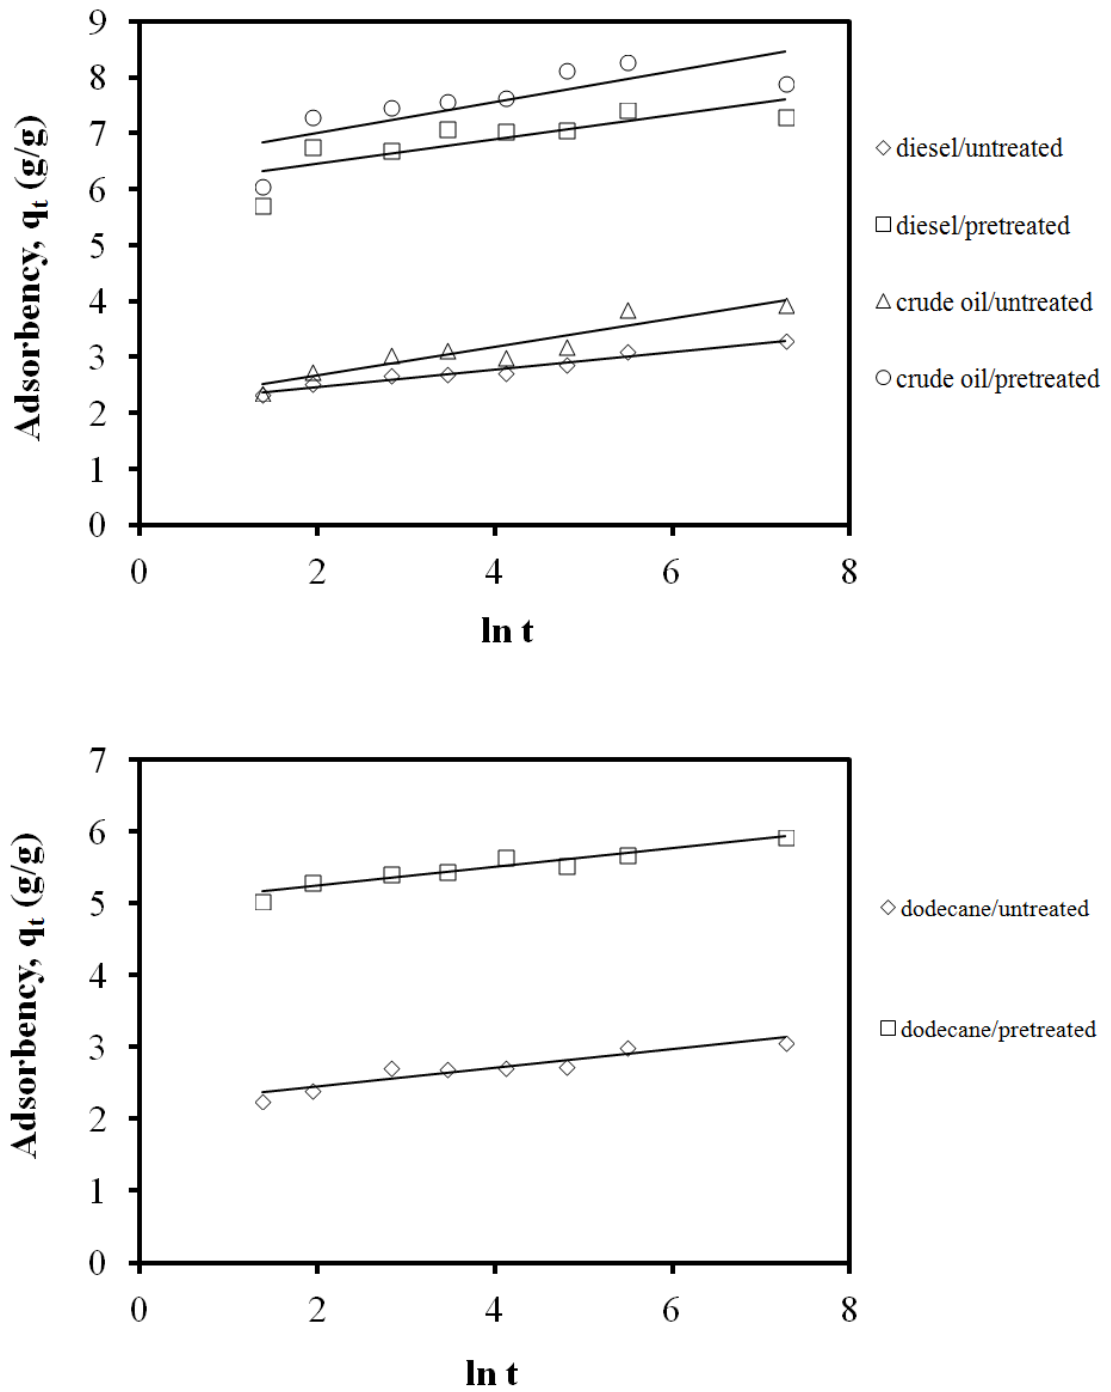 9
8
7
6
5
4
3
2
1
0
Adsorbency, qt (g/g)
0 2 4 6 8
ln t
diesel/untreated
diesel/pretreated
crude oil/untreated
crude oil/pretreated
7
6
5
4
3
2
1
0
Adsorbency, qt (g/g)
0 2 4 6 8
ln t
dodecane/untreated
dodecane/pretreated